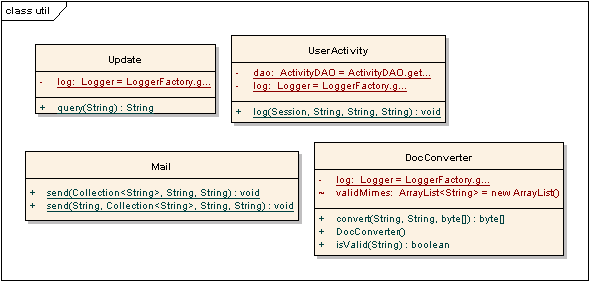 class util
Update
- log: Logger = LoggerFactory.g...
+ query(String) : String
UserActivity
- dao: ActivityDAO = ActivityDAO.get...
- log: Logger = LoggerFactory.g...
+ log(Session, String, String, String) : void
Mail
+ send(Collection<String>, String, String) : void
+ send(String, Collection<String>, String, String) : void
DocConverter
- log: Logger = LoggerFactory.g...
~ validMimes: ArrayList<String> = new ArrayList()
+ convert(String, String, byte[]) : byte[]
+ DocConverter()
+ isValid(String) : boolean